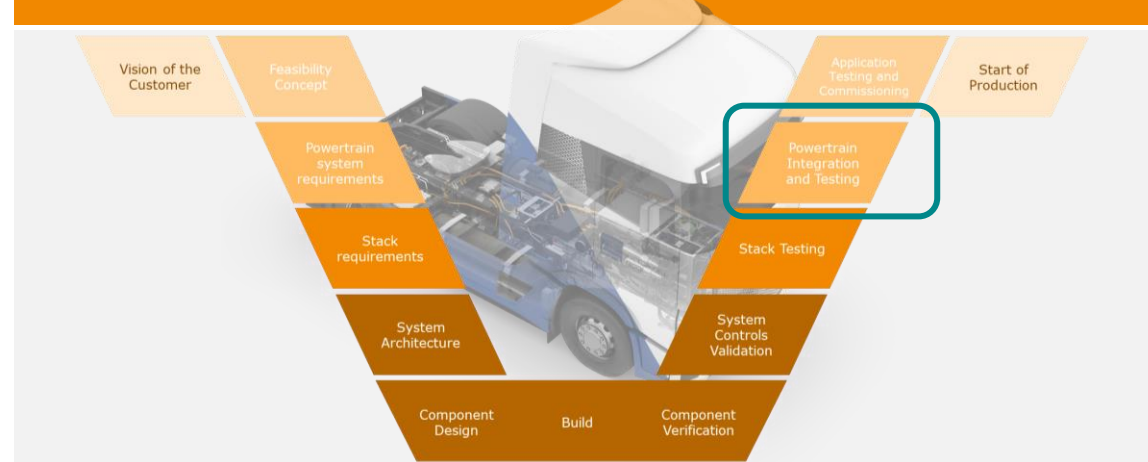 Vision of the
Customer
Feasibility
Concept
Application
Testing and
Commissioning
Start of
Production
Powertrain
system
requirements
Powertrain
Integration
and Testing
Stack
requirements
Stack Testing
System
Architecture
System
Controls
Validation
Component
Design
Build
Component
Verification